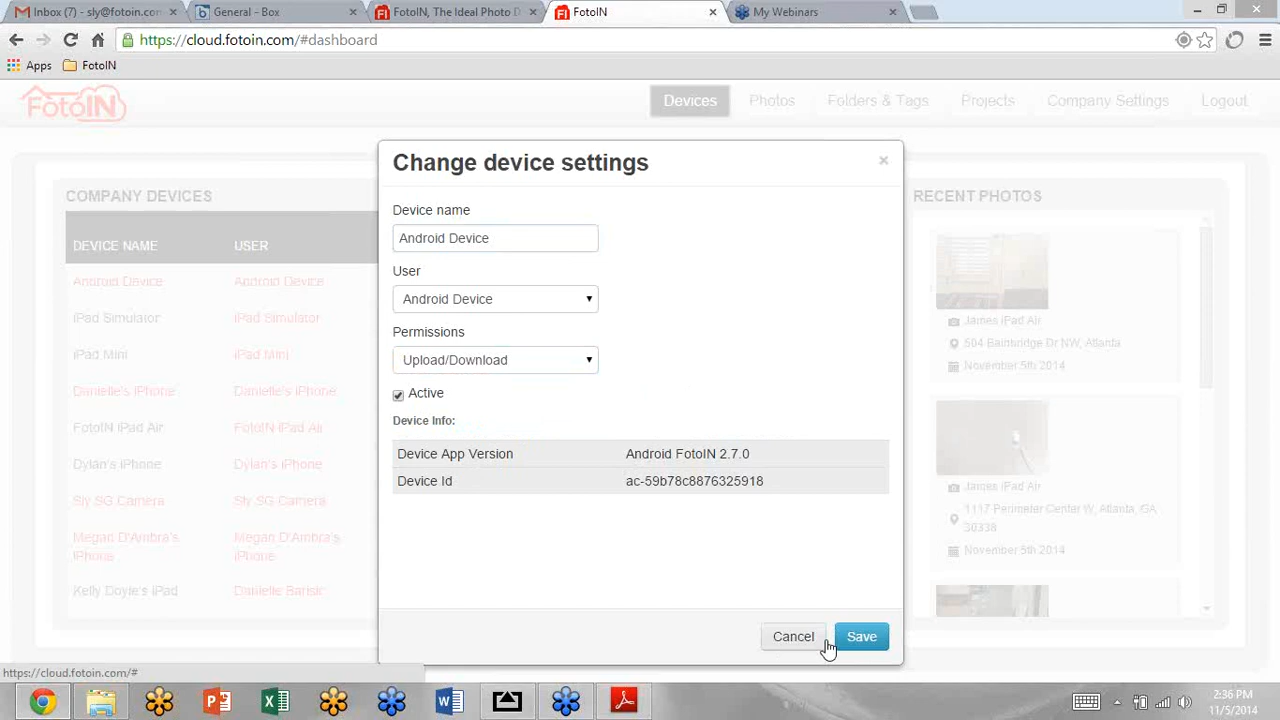 Inbox (7) - sly@fotoin.com
General - Box
FotoIN, The Ideal Photo D
FotoIN
My Webinars
https://cloud.fotoin.com/#dashboard
Apps
FotoIN
FotoIN
Devices
Photos
Folders & Tags
Projects
Company Settings
Logout
Change device settings
×
Device name
Android Device
User
Android Device
Permissions
Upload/Download
Active
Device Info:
Device App Version Android FotoIN 2.7.0
Device Id ac-59b78c8876325918
Cancel
Save
COMPANY DEVICES
DEVICE NAME USER
Android Device Android Device
iPad Simulator iPad Simulator
iPad Mini iPad Mini
Danielle's iPhone Danielle's iPhone
FotoIN iPad Air FotoIN iPad Air
Dylan's iPhone Dylan's iPhone
Sly SG Camera Sly SG Camera
Megan D'Ambra's Megan D'Ambra's
iPhone iPhone
Kelly Doyle's iPad Danielle Barisic
RECENT PHOTOS
James iPad Air
504 Bainbridge Dr NW, Atlanta
November 5th 2014
James iPad Air
1117 Perimeter Center W, Atlanta, GA
30338
November 5th 2014
https://cloud.fotoin.com/#
2:36 PM
11/5/2014